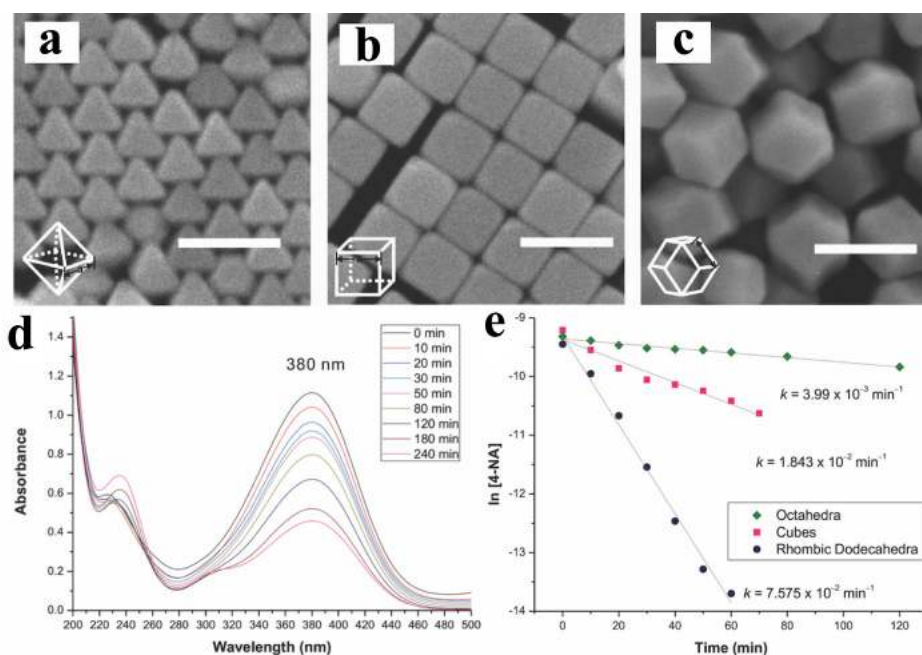 a
b
c
d
380 nm
0 min
10 min
20 min
30 min
50 min
80 min
120 min
180 min
240 min
Absorbance
1.4
1.2
1.0
0.8
0.6
0.4
0.2
0.0
200 220 240 260 280 300 320 340 360 380 400 420 440 460 480 500
Wavelength (nm)
e
ln [4-NA]
-9
-10
-11
-12
-13
-14
k = 3.99 x 10⁻³ min⁻¹
k = 1.843 x 10⁻² min⁻¹
Octahedra
Cubes
Rhombic Dodecahedra
k = 7.575 x 10⁻² min⁻¹
0 20 40 60 80 100 120
Time (min)